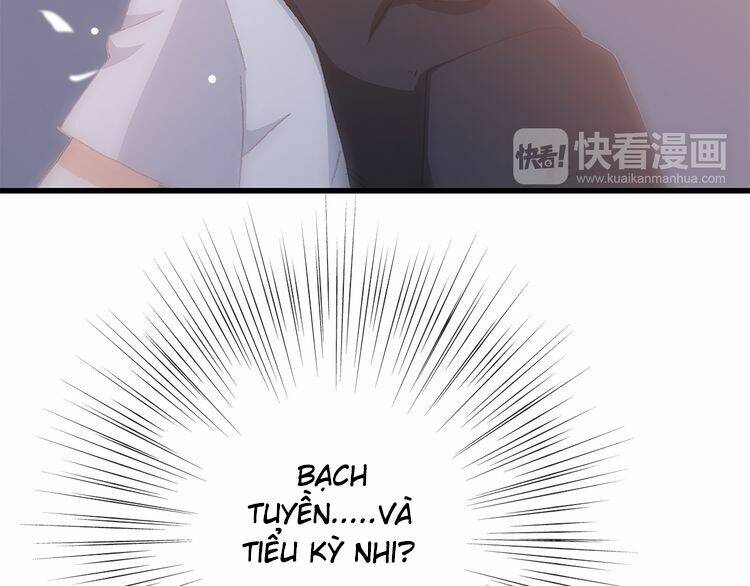 快看! 快看漫画
www.kuaikanmanhua.com
BẠCH
TUYỀN.....VÀ
TIỂU KỲ NHI?